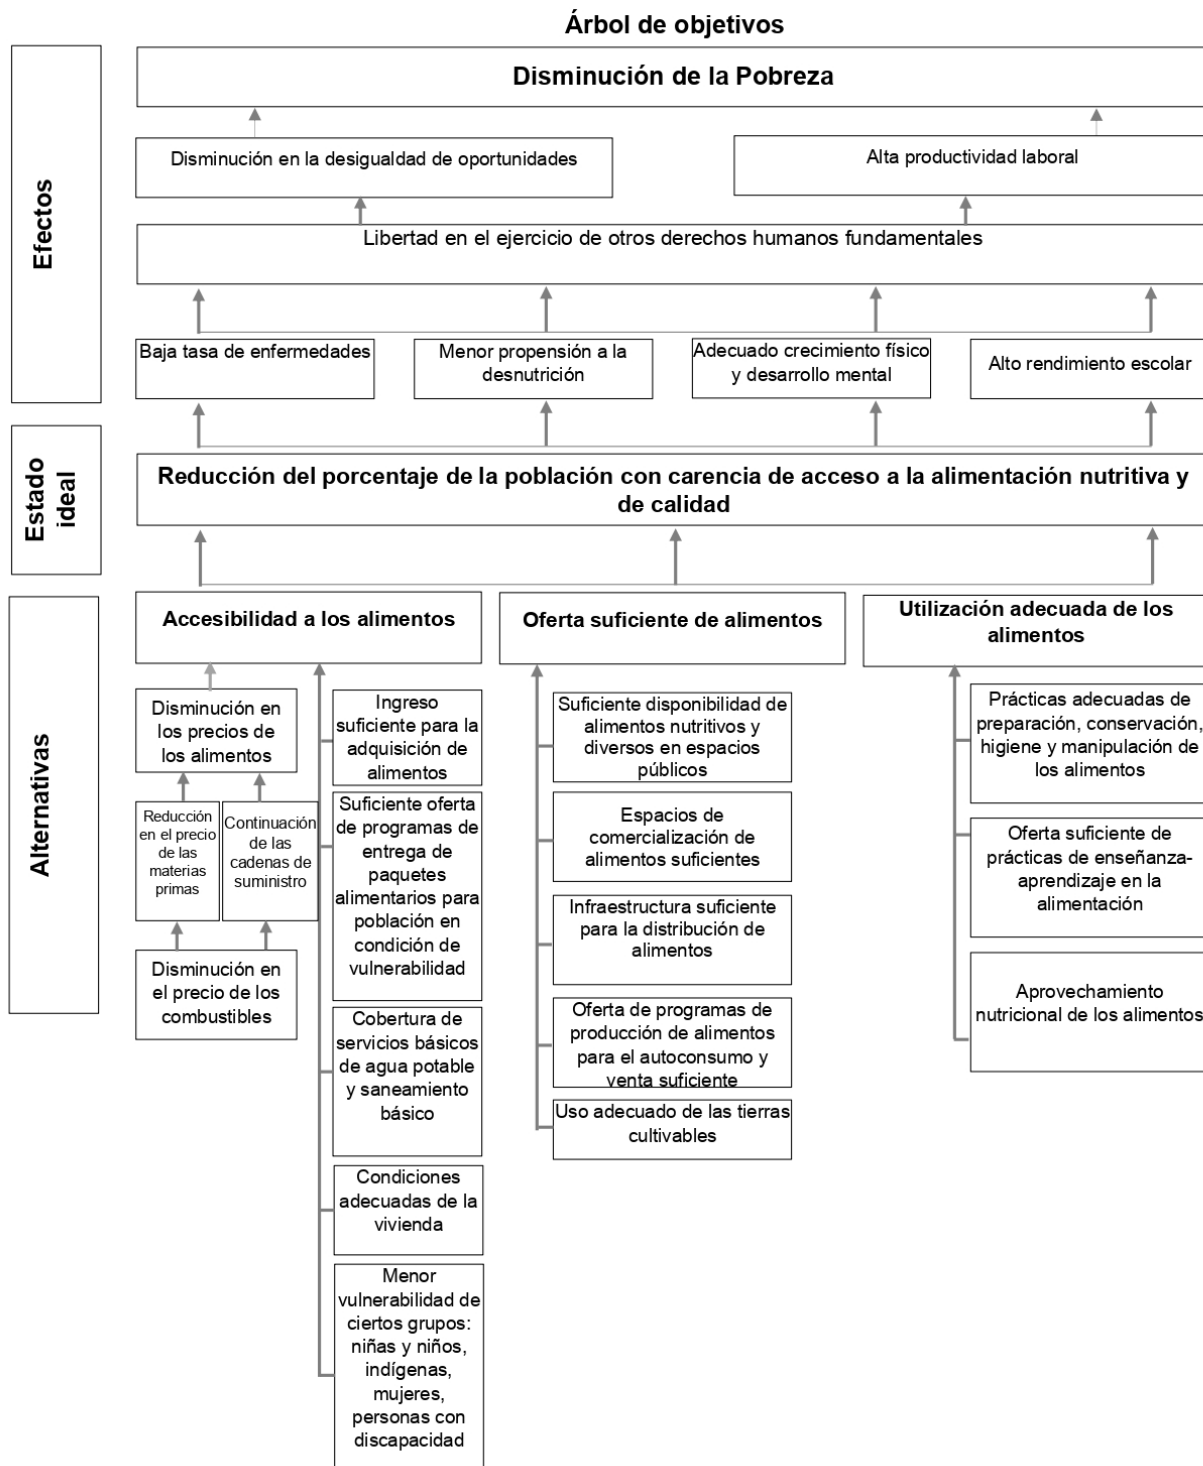 Árbol de objetivos
Efectos
Disminución de la Pobreza
Disminución en la desigualdad de oportunidades
Alta productividad laboral
Libertad en el ejercicio de otros derechos humanos fundamentales
Baja tasa de enfermedades
Menor propensión a la
desnutrición
Adecuado crecimiento físico
y desarrollo mental
Alto rendimiento escolar
Estado
ideal
Reducción del porcentaje de la población con carencia de acceso a la alimentación nutritiva y
de calidad
Alternativas
Accesibilidad a los alimentos
Disminución en
los precios de
los alimentos
Reducción
en el precio
de las
materias
primas
Continuación
de las
cadenas de
suministro
Disminución en
el precio de los
combustibles
Ingreso
suficiente para la
adquisición de
alimentos
Suficiente oferta
de programas de
entrega de
paquetes
alimentarios para
población en
condición de
vulnerabilidad
Cobertura de
servicios básicos
de agua potable
y saneamiento
básico
Condiciones
adecuadas de la
vivienda
Menor
vulnerabilidad de
ciertos grupos:
niñas y niños,
indígenas,
mujeres,
personas con
discapacidad
Oferta suficiente de alimentos
Suficiente disponibilidad de
alimentos nutritivos y
diversos en espacios
públicos
Espacios de
comercialización de
alimentos suficientes
Infraestructura suficiente
para la distribución de
alimentos
Oferta de programas de
producción de alimentos
para el autoconsumo y
venta suficiente
Uso adecuado de las tierras
cultivables
Utilización adecuada de los
alimentos
Prácticas adecuadas de
preparación, conservación,
higiene y manipulación de
los alimentos
Oferta suficiente de
prácticas de enseñanza-
aprendizaje en la
alimentación
Aprovechamiento
nutricional de los alimentos